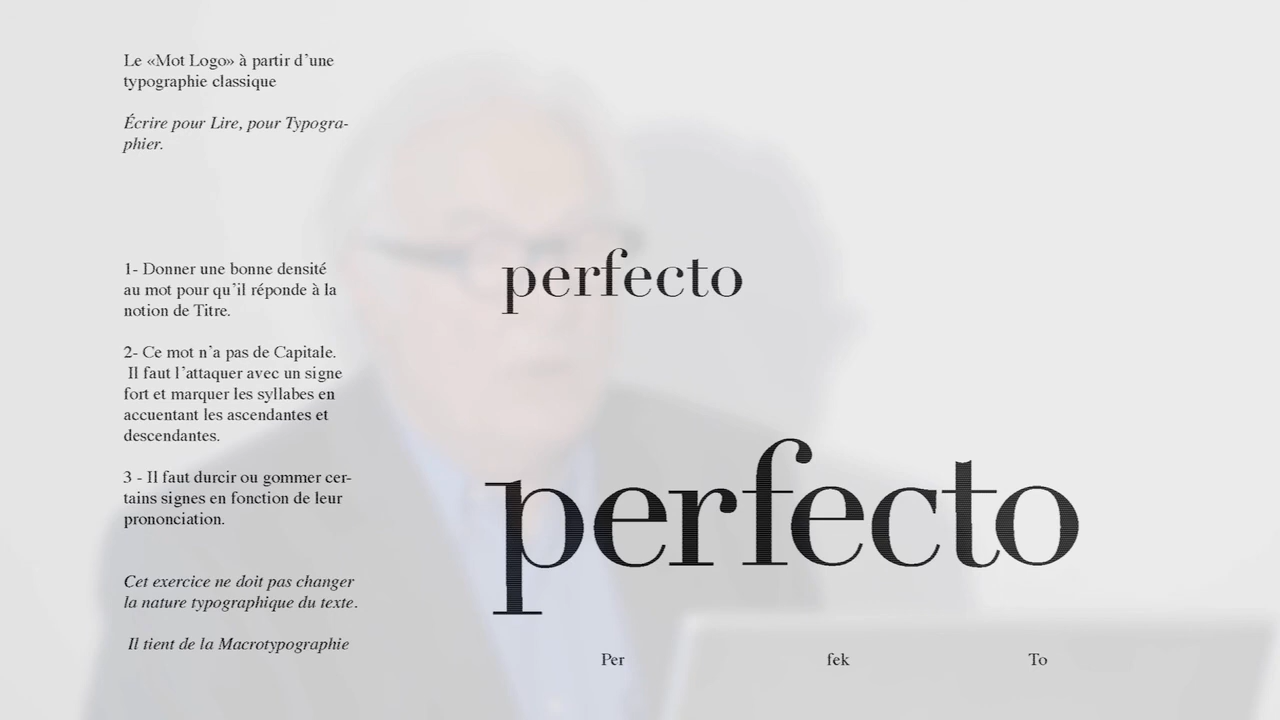 Le «Mot Logo» à partir d’une
typographie classique
Écrire pour Lire, pour Typogra-
phier.
1- Donner une bonne densité
au mot pour qu’il réponde à la
notion de Titre.
2- Ce mot n’a pas de Capitale.
Il faut l’attaquer avec un signe
fort et marquer les syllabes en
accuentant les ascendantes et
descendantes.
3 - Il faut durcir ou gommer cer-
tains signes en fonction de leur
prononciation.
Cet exercice ne doit pas changer
la nature typographique du texte.
Il tient de la Macrotypographie
perfecto
perfecto
Per fek To